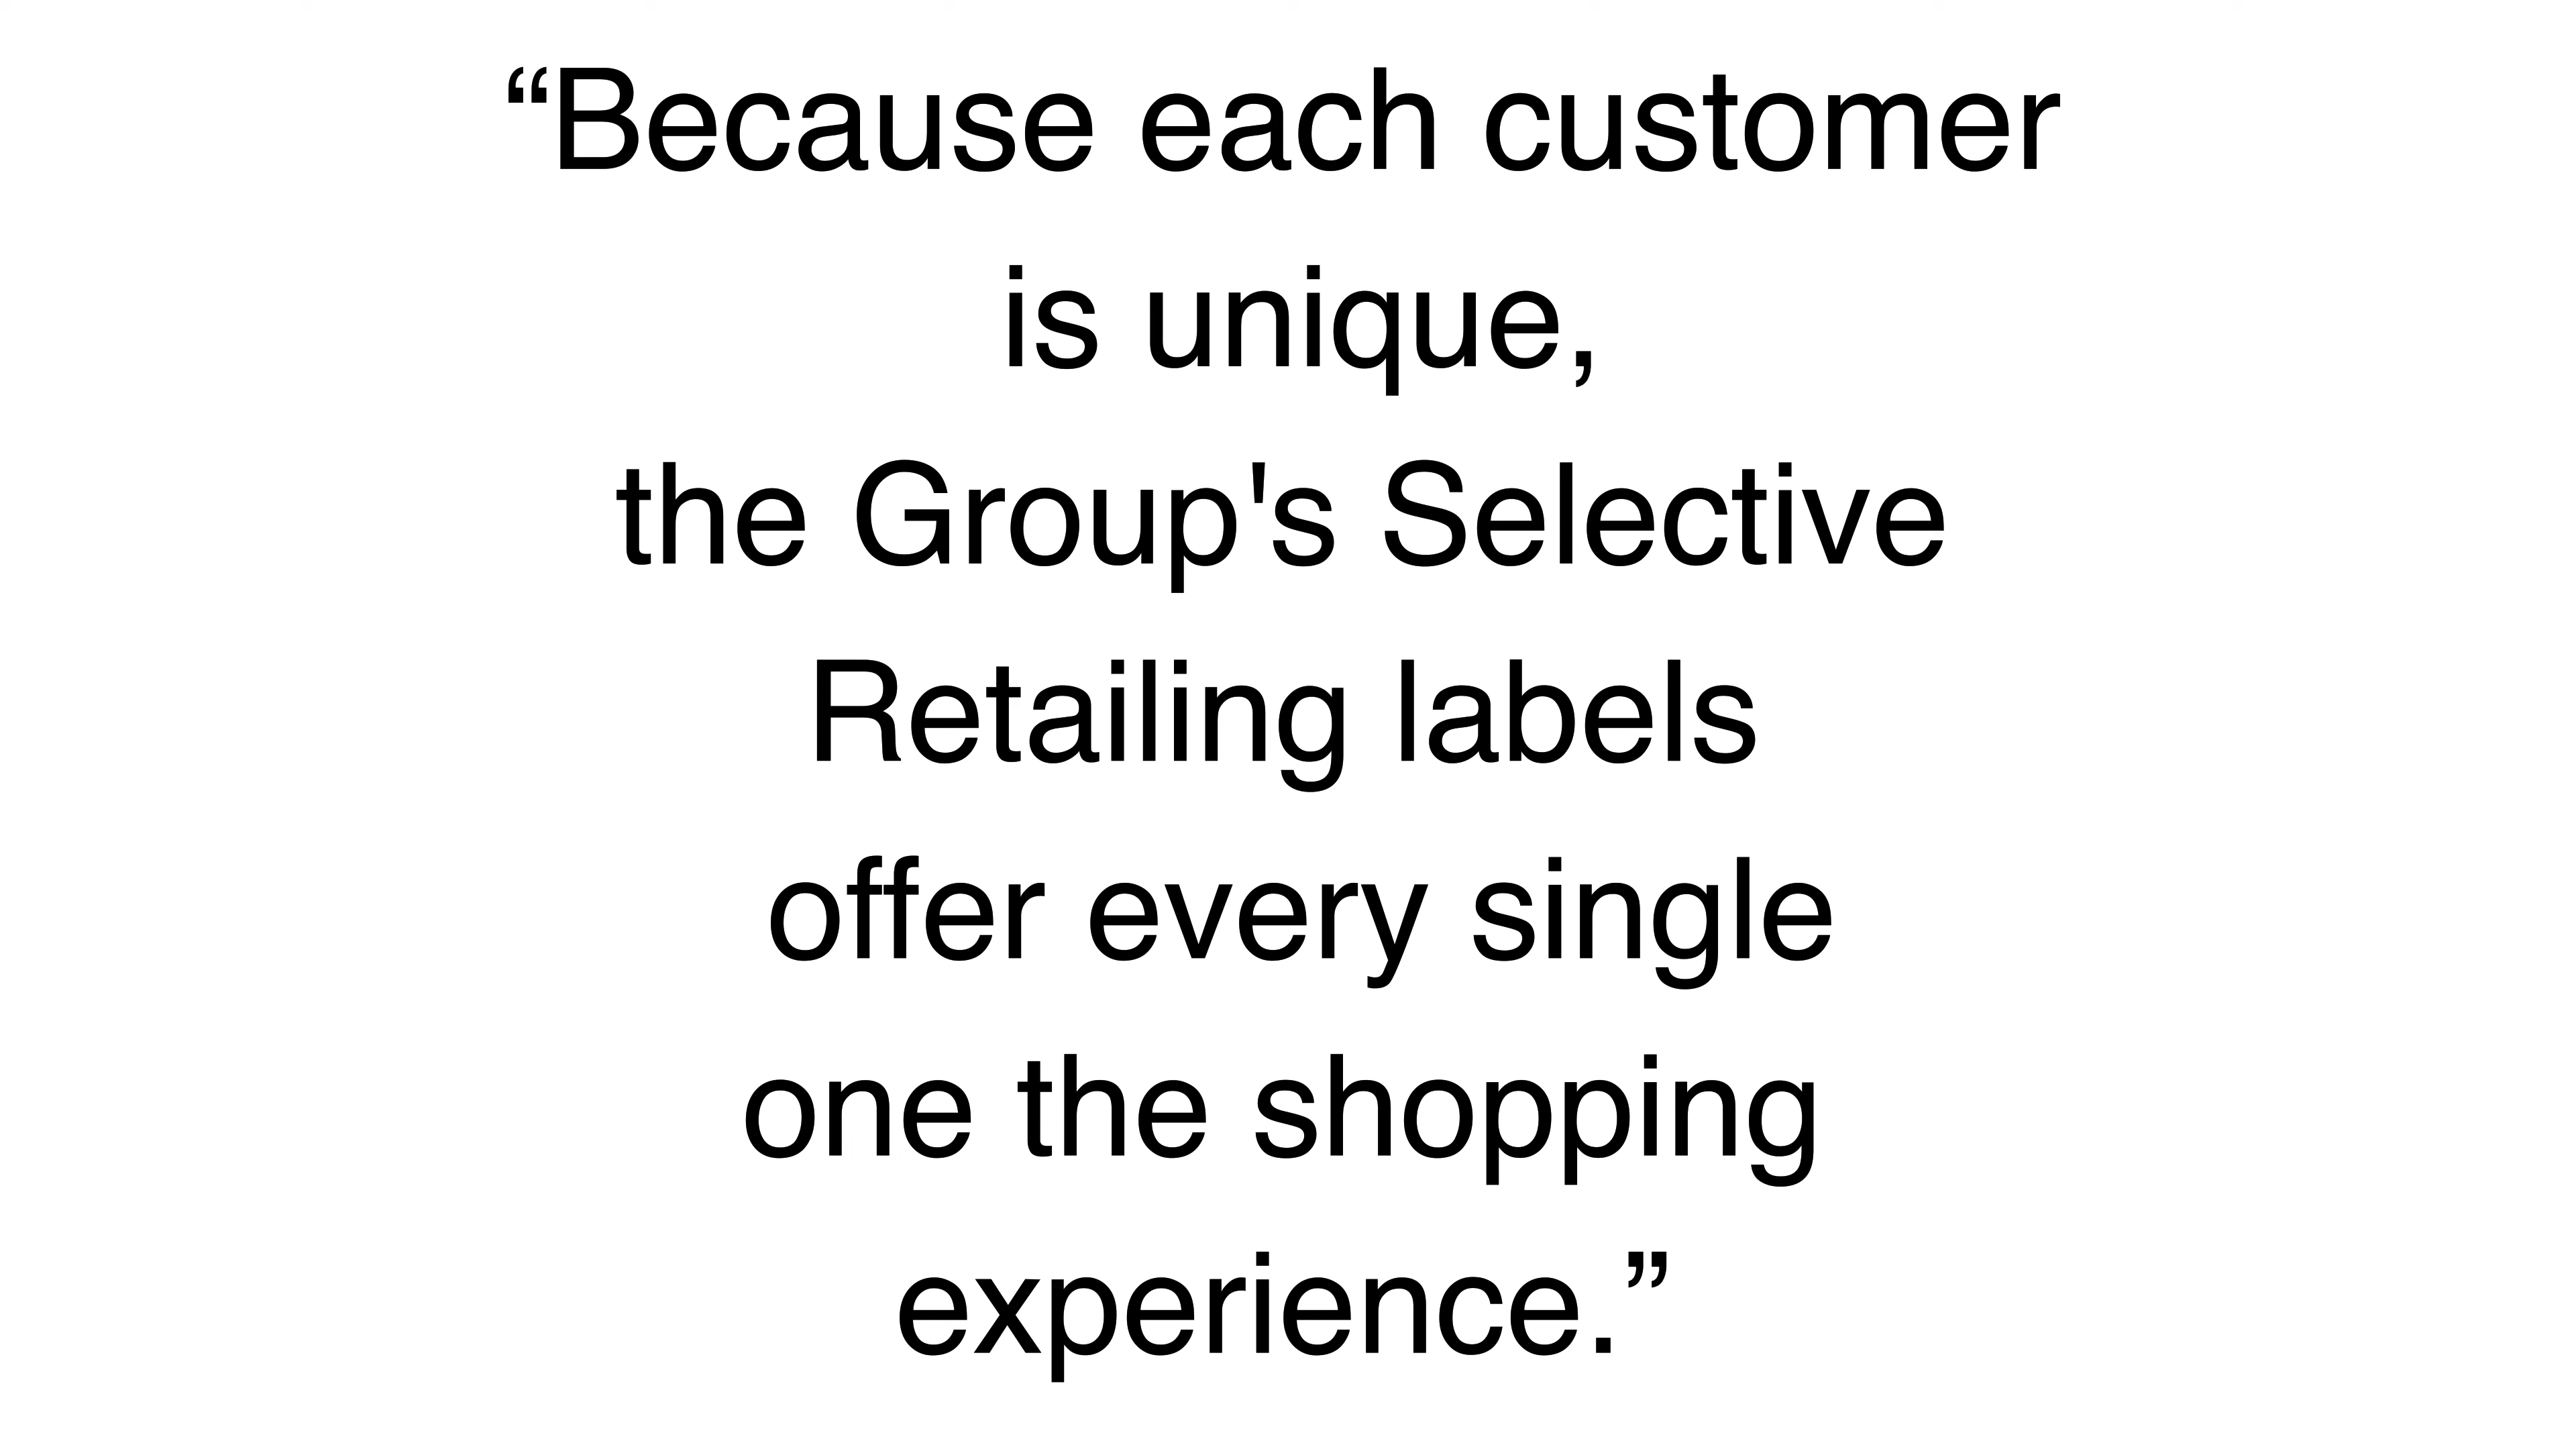 “Because each customer
is unique,
the Group's Selective
Retailing labels
offer every single
one the shopping
experience.”